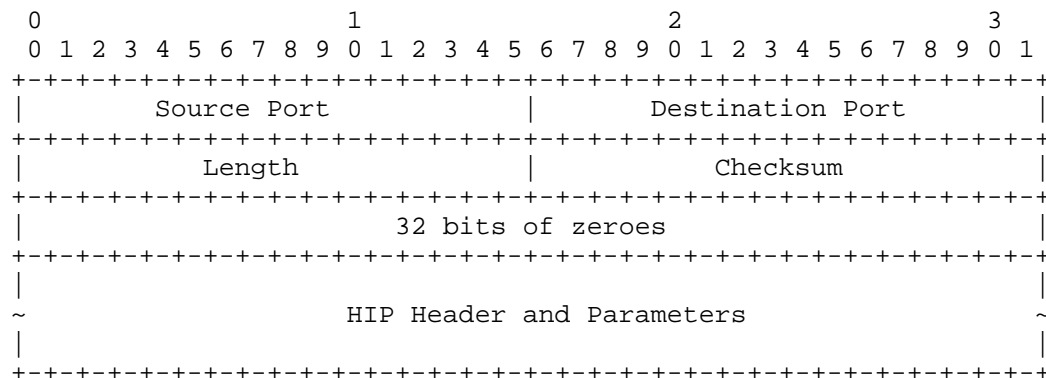 0                   1                   2                   3
 0 1 2 3 4 5 6 7 8 9 0 1 2 3 4 5 6 7 8 9 0 1 2 3 4 5 6 7 8 9 0 1
+-+-+-+-+-+-+-+-+-+-+-+-+-+-+-+-+-+-+-+-+-+-+-+-+-+-+-+-+-+-+-+-+
|        Source Port            |       Destination Port        |
+-+-+-+-+-+-+-+-+-+-+-+-+-+-+-+-+-+-+-+-+-+-+-+-+-+-+-+-+-+-+-+-+
|           Length              |           Checksum            |
+-+-+-+-+-+-+-+-+-+-+-+-+-+-+-+-+-+-+-+-+-+-+-+-+-+-+-+-+-+-+-+-+
|                       32 bits of zeroes                       |
+-+-+-+-+-+-+-+-+-+-+-+-+-+-+-+-+-+-+-+-+-+-+-+-+-+-+-+-+-+-+-+-+
|                                                               |
~                    HIP Header and Parameters                  ~
|                                                               |
+-+-+-+-+-+-+-+-+-+-+-+-+-+-+-+-+-+-+-+-+-+-+-+-+-+-+-+-+-+-+-+-+